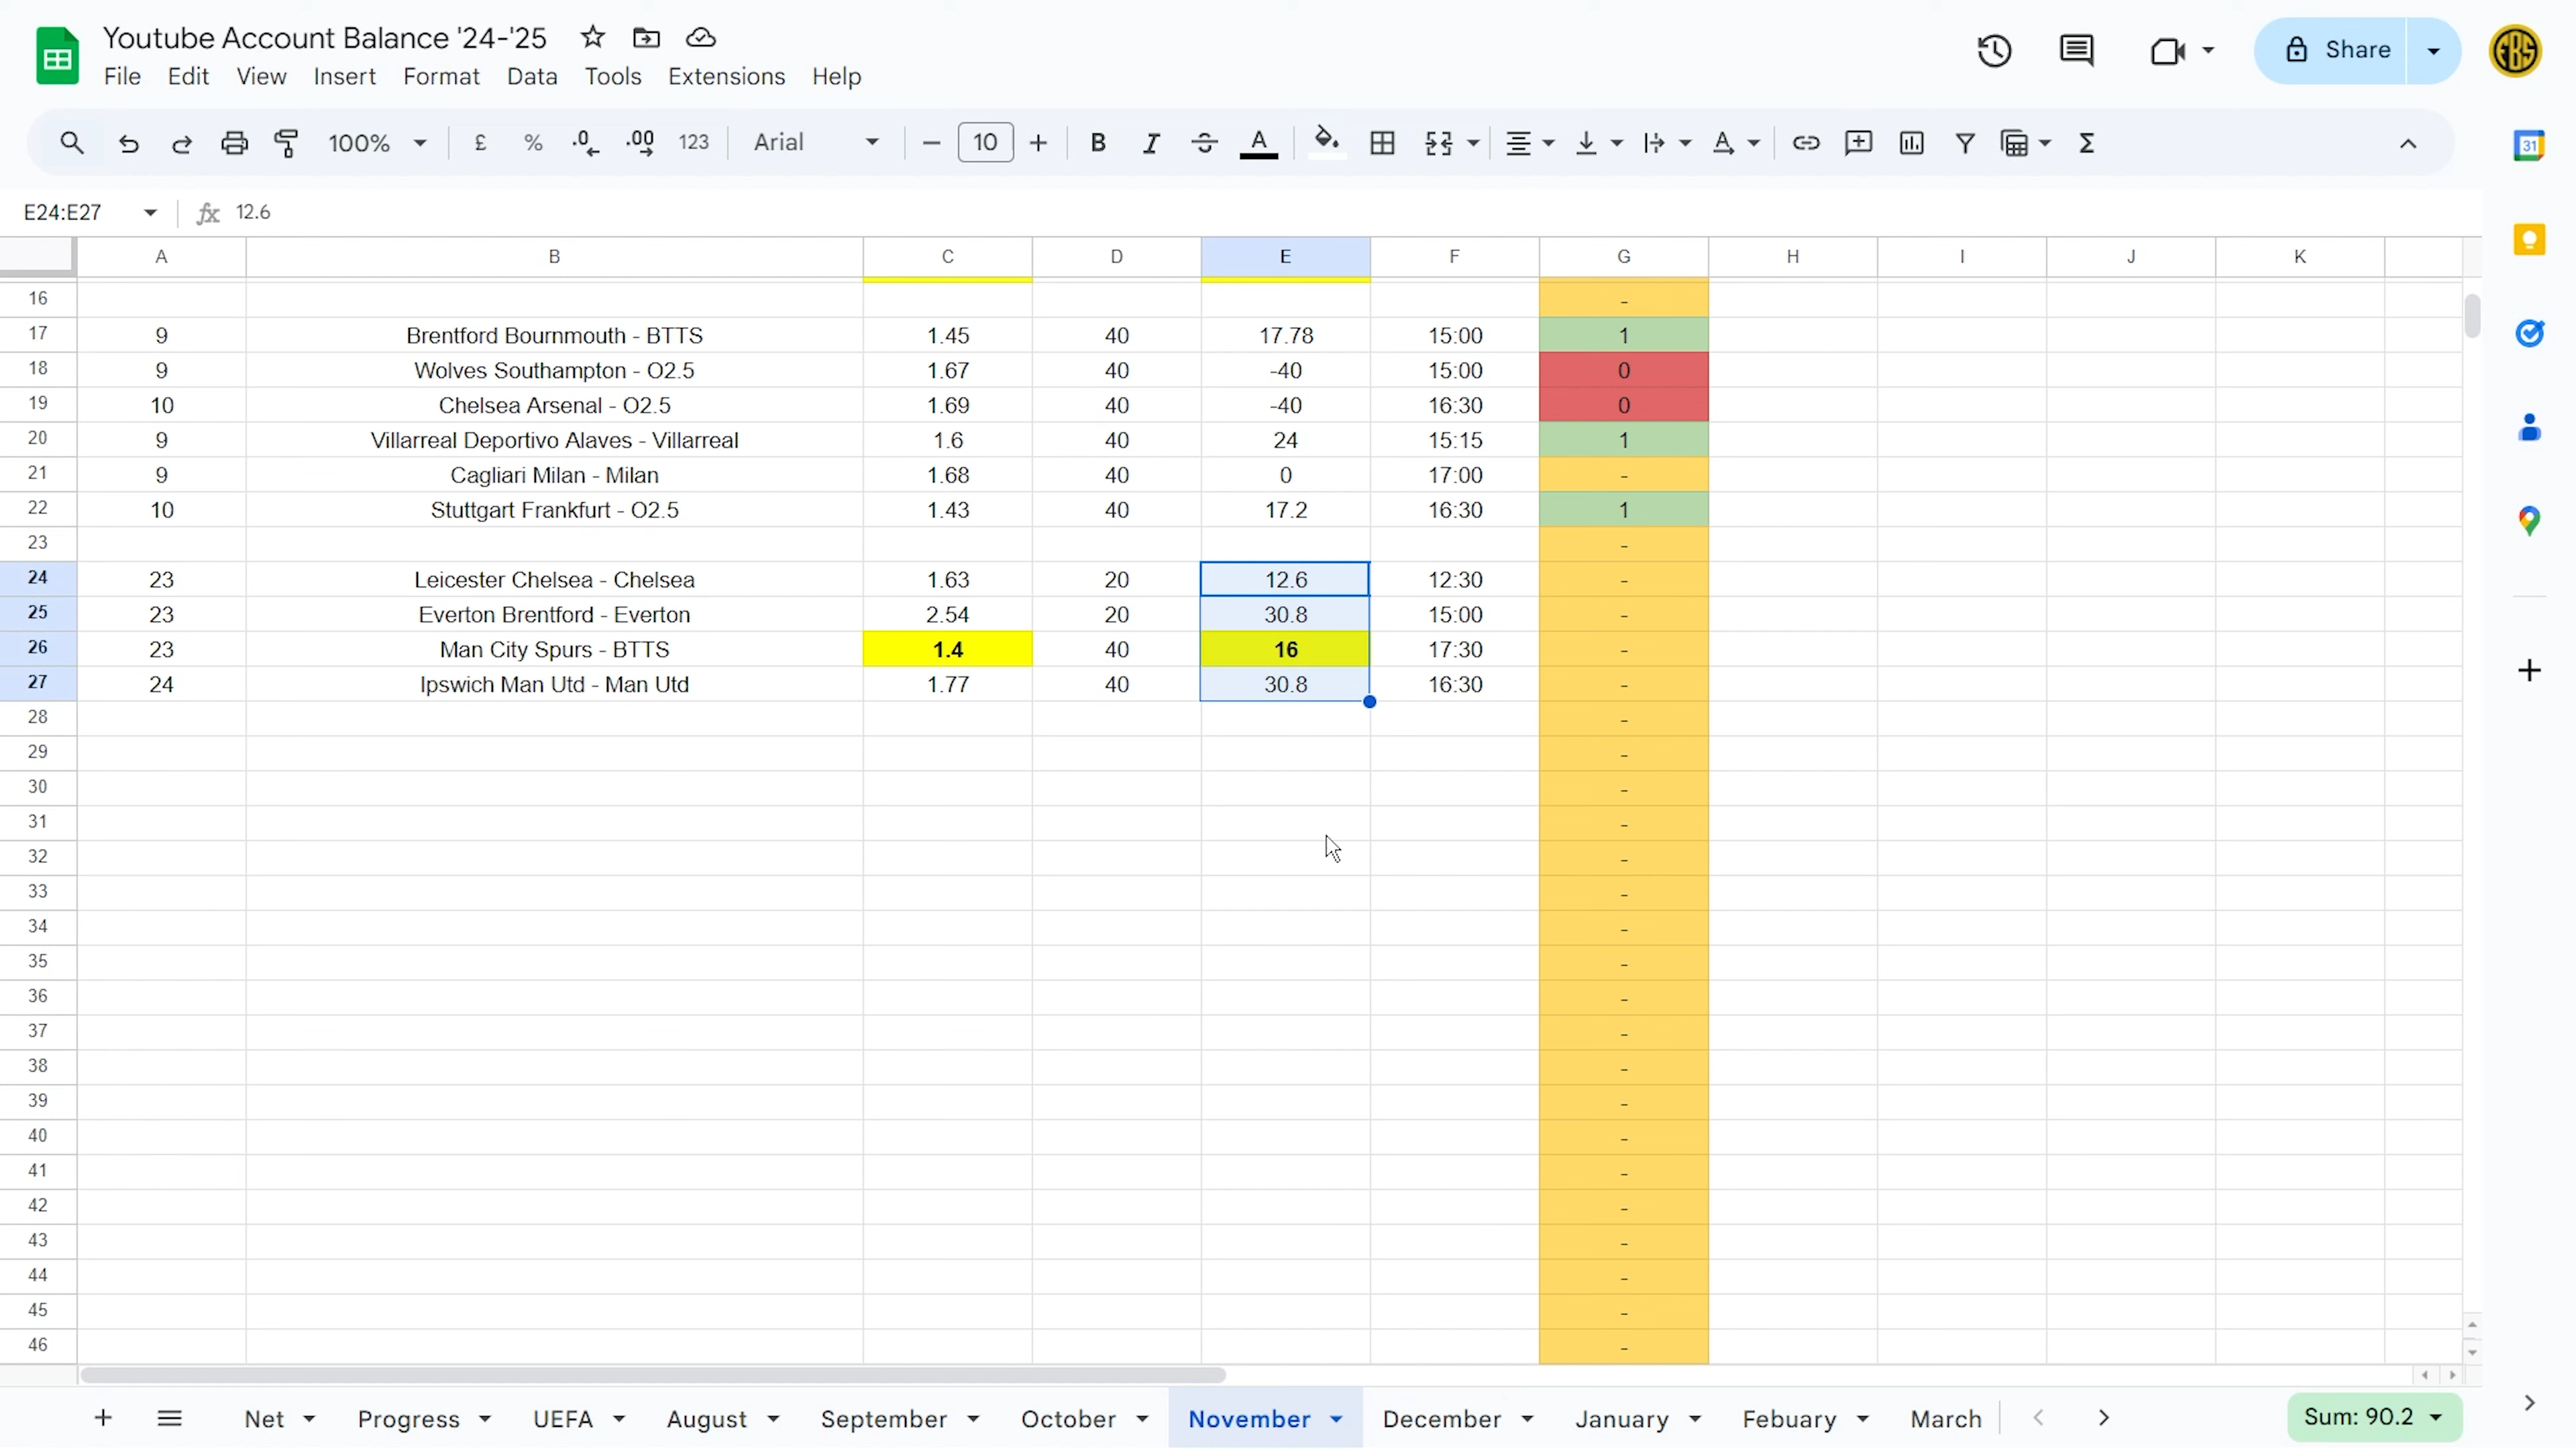 Youtube Account Balance '24-'25
File Edit View Insert Format Data Tools Extensions Help
Share
EBS
100% £ % .0 .00 123 Arial 10 B I A A Σ
31
E24:E27 fx 12.6
A B C D E F G H I J K
16 -
17 9 Brentford Bournmouth - BTTS 1.45 40 17.78 15:00 1
18 9 Wolves Southampton - O2.5 1.67 40 -40 15:00 0
19 10 Chelsea Arsenal - O2.5 1.69 40 -40 16:30 0
20 9 Villarreal Deportivo Alaves - Villarreal 1.6 40 24 15:15 1
21 9 Cagliari Milan - Milan 1.68 40 0 17:00 -
22 10 Stuttgart Frankfurt - O2.5 1.43 40 17.2 16:30 1
23 -
24 23 Leicester Chelsea - Chelsea 1.63 20 12.6 12:30 -
25 23 Everton Brentford - Everton 2.54 20 30.8 15:00 -
26 23 Man City Spurs - BTTS 1.4 40 16 17:30 -
27 24 Ipswich Man Utd - Man Utd 1.77 40 30.8 16:30 -
28 -
29 -
30 -
31 -
32 -
33 -
34 -
35 -
36 -
37 -
38 -
39 -
40 -
41 -
42 -
43 -
44 -
45 -
46 -
Net Progress UEFA August September October November December January Febuary March Sum: 90.2